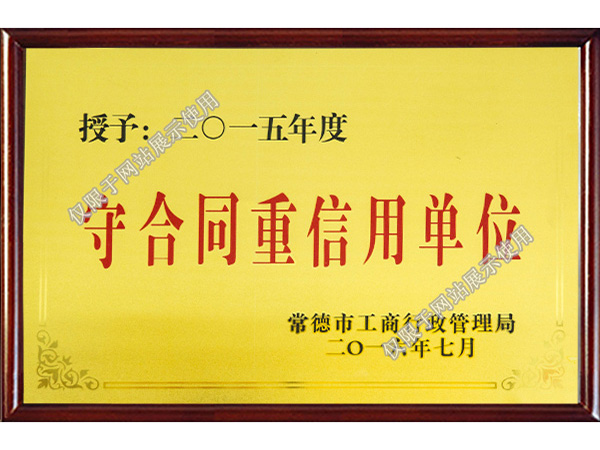 授予：二〇一五年度
守合同重信用单位
常德市工商行政管理局
二〇一六年七月
仅限于网站展示使用
仅限于网站展示使用